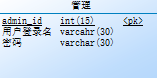 管理
admin_id int(15) <pk>
用户登录名 varcahr(30)
密码 varchar(30)